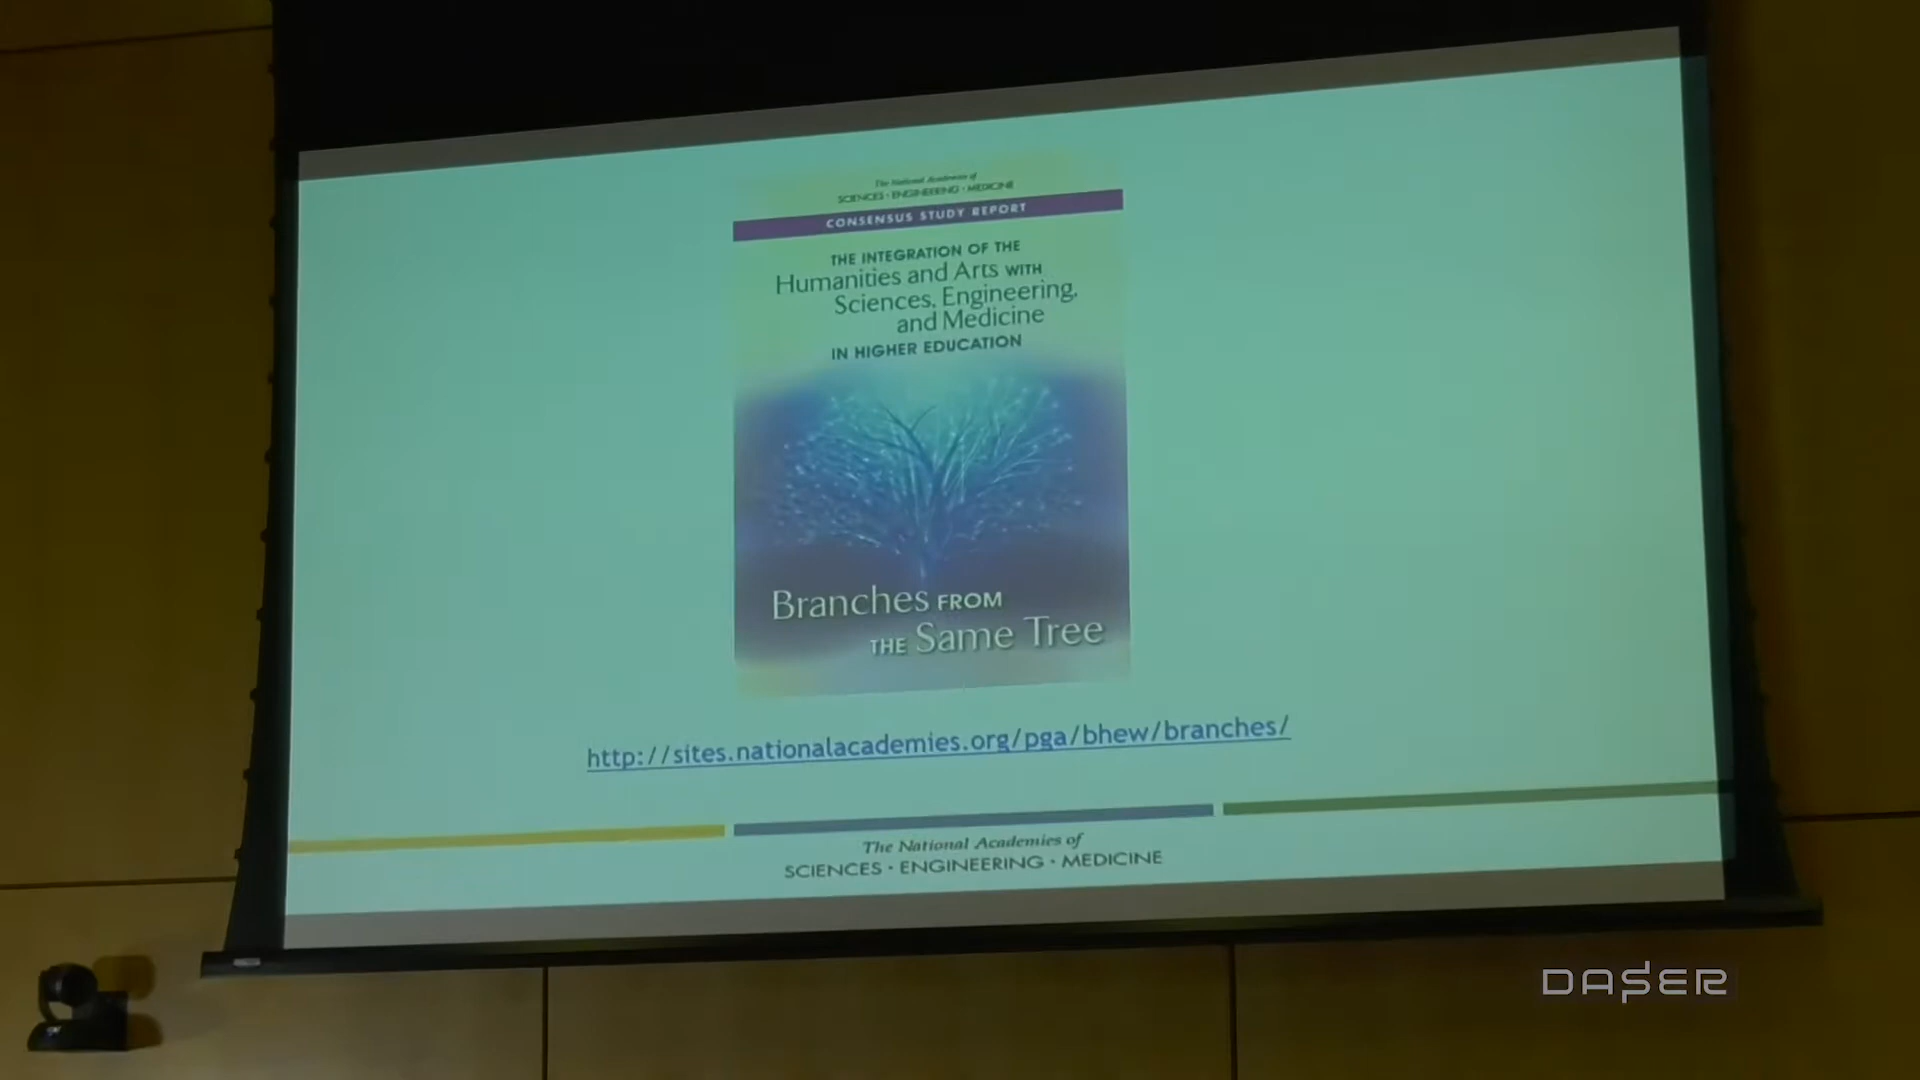 The National Academies of
SCIENCES · ENGINEERING · MEDICINE
CONSENSUS STUDY REPORT
THE INTEGRATION OF THE
Humanities and Arts WITH
Sciences, Engineering,
and Medicine
IN HIGHER EDUCATION
Branches FROM
THE Same Tree
http://sites.nationalacademies.org/pga/bhew/branches/
The National Academies of
SCIENCES · ENGINEERING · MEDICINE
DASER